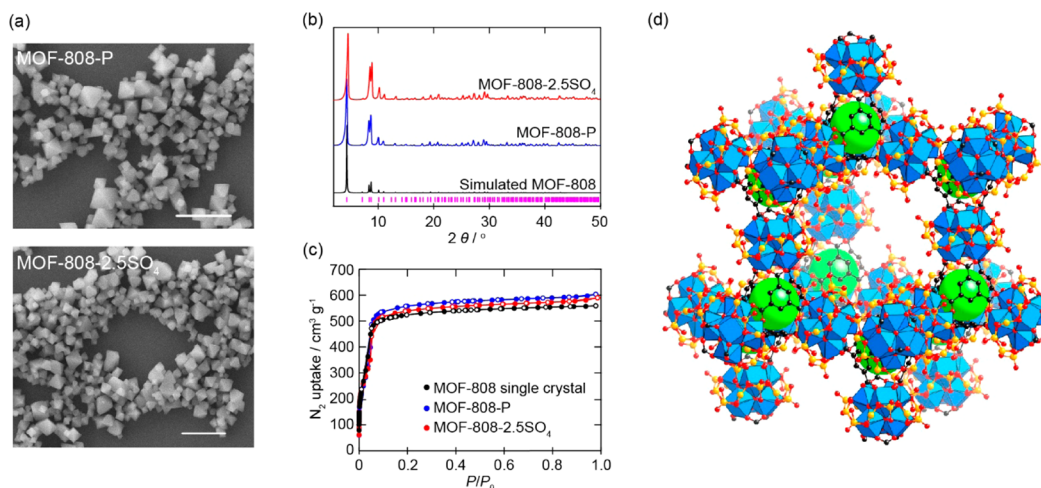 (a)
MOF-808-P
MOF-808-2.5SO₄
(b)
MOF-808-2.5SO₄
MOF-808-P
Simulated MOF-808
10 20 30 40 50
2 θ / °
(c)
700
600
500
400
300
200
100
0
N₂ uptake / cm³ g⁻¹
MOF-808 single crystal
MOF-808-P
MOF-808-2.5SO₄
0 0.2 0.4 0.6 0.8 1.0
P/P₀
(d)